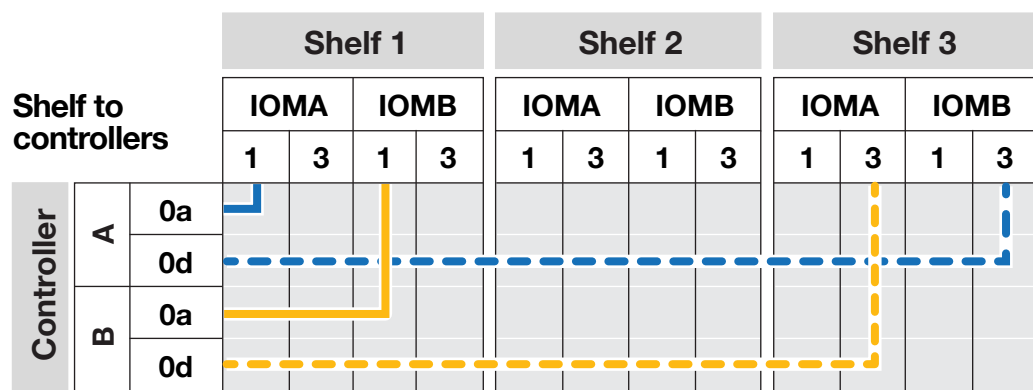 Shelf 1 Shelf 2 Shelf 3
Shelf to
controllers
IOMA IOMB IOMA IOMB IOMA IOMB
1 3 1 3 1 3 1 3 1 3 1 3
Controller
A
0a
0d
B
0a
0d